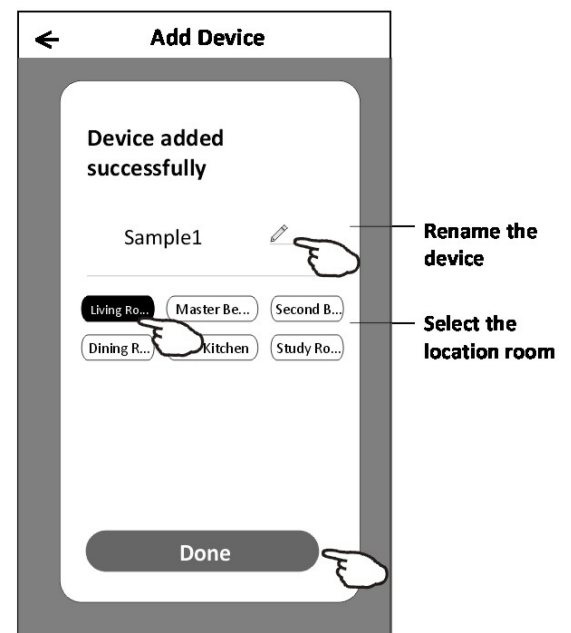 Add Device
Device added
successfully
Sample1
Rename the
device
Living Ro...
Master Be...
Second B...
Select the
location room
Dining R...
Kitchen
Study Ro...
Done